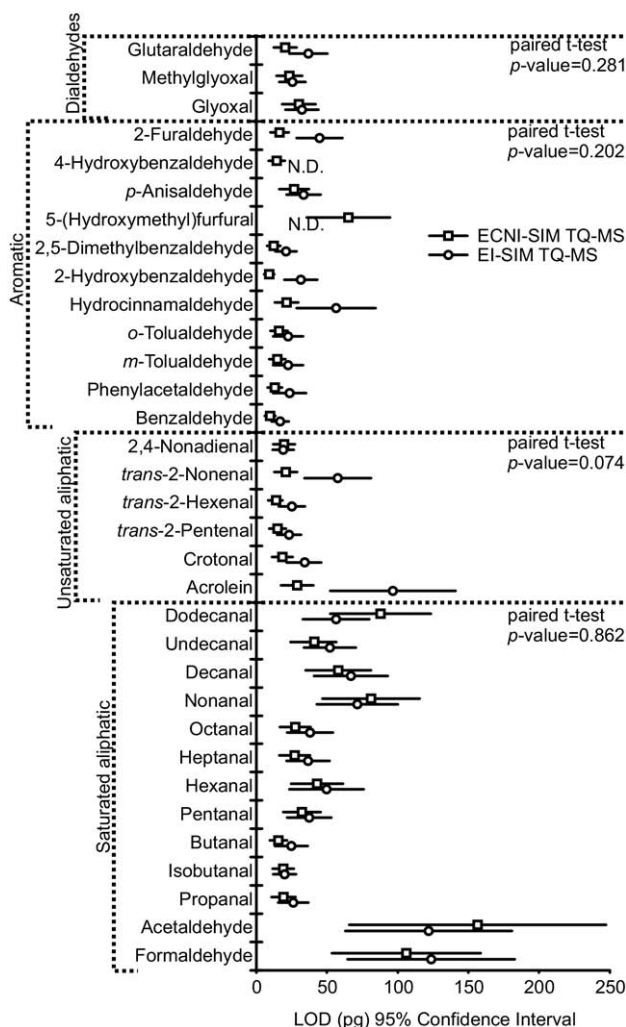 Dialdehydes
Glutaraldehyde
Methylglyoxal
Glyoxal
paired t-test
p-value=0.281
Aromatic
2-Furaldehyde
4-Hydroxybenzaldehyde
N.D.
p-Anisaldehyde
5-(Hydroxymethyl)furfural
N.D.
2,5-Dimethylbenzaldehyde
2-Hydroxybenzaldehyde
Hydrocinnamaldehyde
o-Tolualdehyde
m-Tolualdehyde
Phenylacetaldehyde
Benzaldehyde
paired t-test
p-value=0.202
ECNI-SIM TQ-MS
EI-SIM TQ-MS
Unsaturated aliphatic
2,4-Nonadienal
trans-2-Nonenal
trans-2-Hexenal
trans-2-Pentenal
Crotonal
Acrolein
paired t-test
p-value=0.074
Saturated aliphatic
Dodecanal
Undecanal
Decanal
Nonanal
Octanal
Heptanal
Hexanal
Pentanal
Butanal
Isobutanal
Propanal
Acetaldehyde
Formaldehyde
paired t-test
p-value=0.862
0 50 100 150 200 250
LOD (pg) 95% Confidence Interval